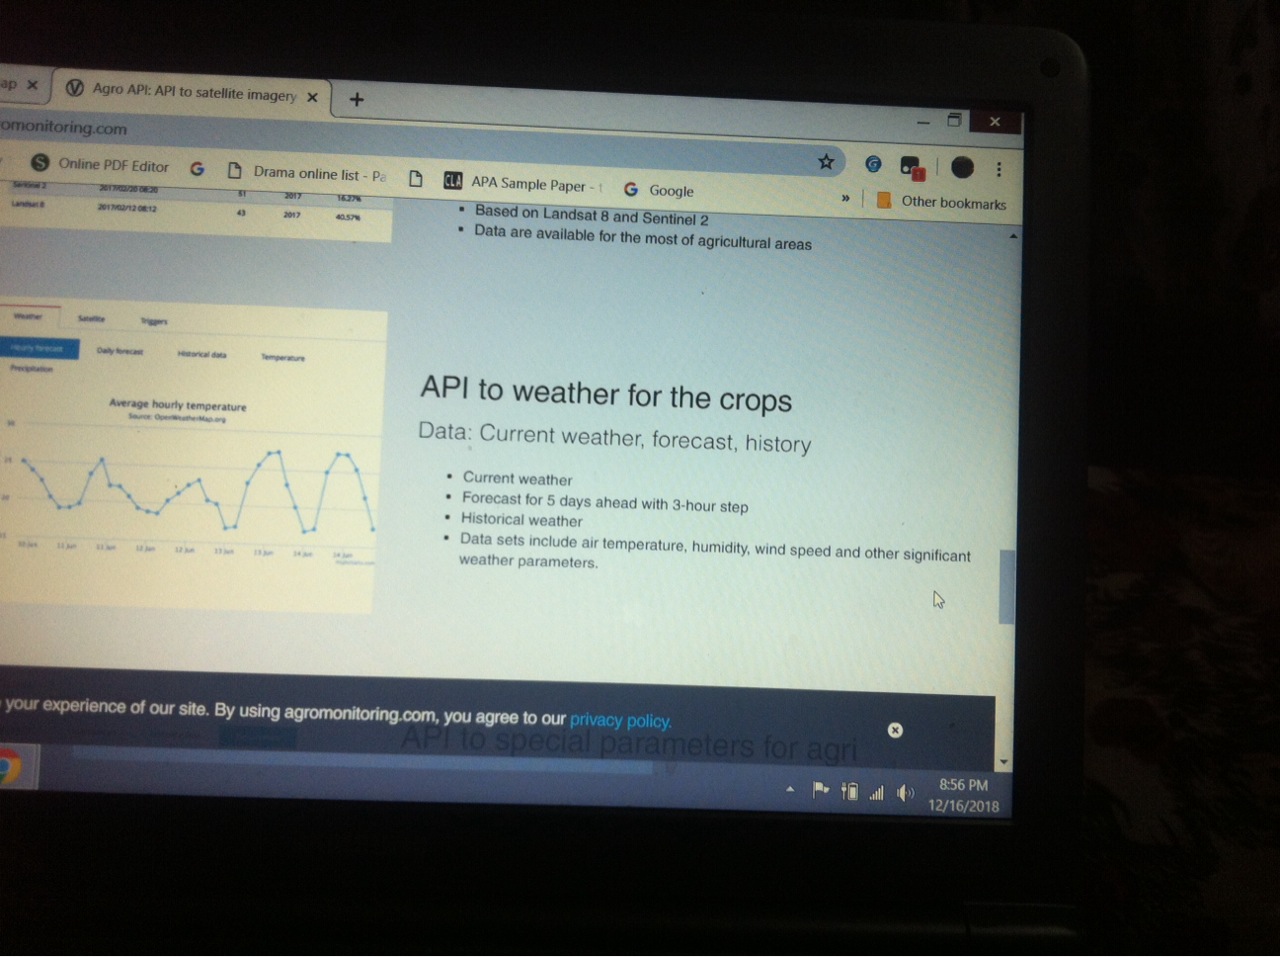 ap
Agro API: API to satellite imagery
omonitoring.com
Online PDF Editor
Drama online list - Pa
CLA APA Sample Paper - t
Google
Other bookmarks
Sentinel 2 2017/02/20 08:20 51 2017 16.27%
Landsat 8 2017/02/12 08:12 43 2017 40.57%
Based on Landsat 8 and Sentinel 2
Data are available for the most of agricultural areas
Weather Satellite Triggers
Hourly forecast Daily forecast Historical data Temperature
Precipitation
Average hourly temperature
Source: OpenWeatherMap.org
API to weather for the crops
Data: Current weather, forecast, history
Current weather
Forecast for 5 days ahead with 3-hour step
Historical weather
Data sets include air temperature, humidity, wind speed and other significant
weather parameters.
your experience of our site. By using agromonitoring.com, you agree to our privacy policy.
API to special parameters for agri
8:56 PM
12/16/2018